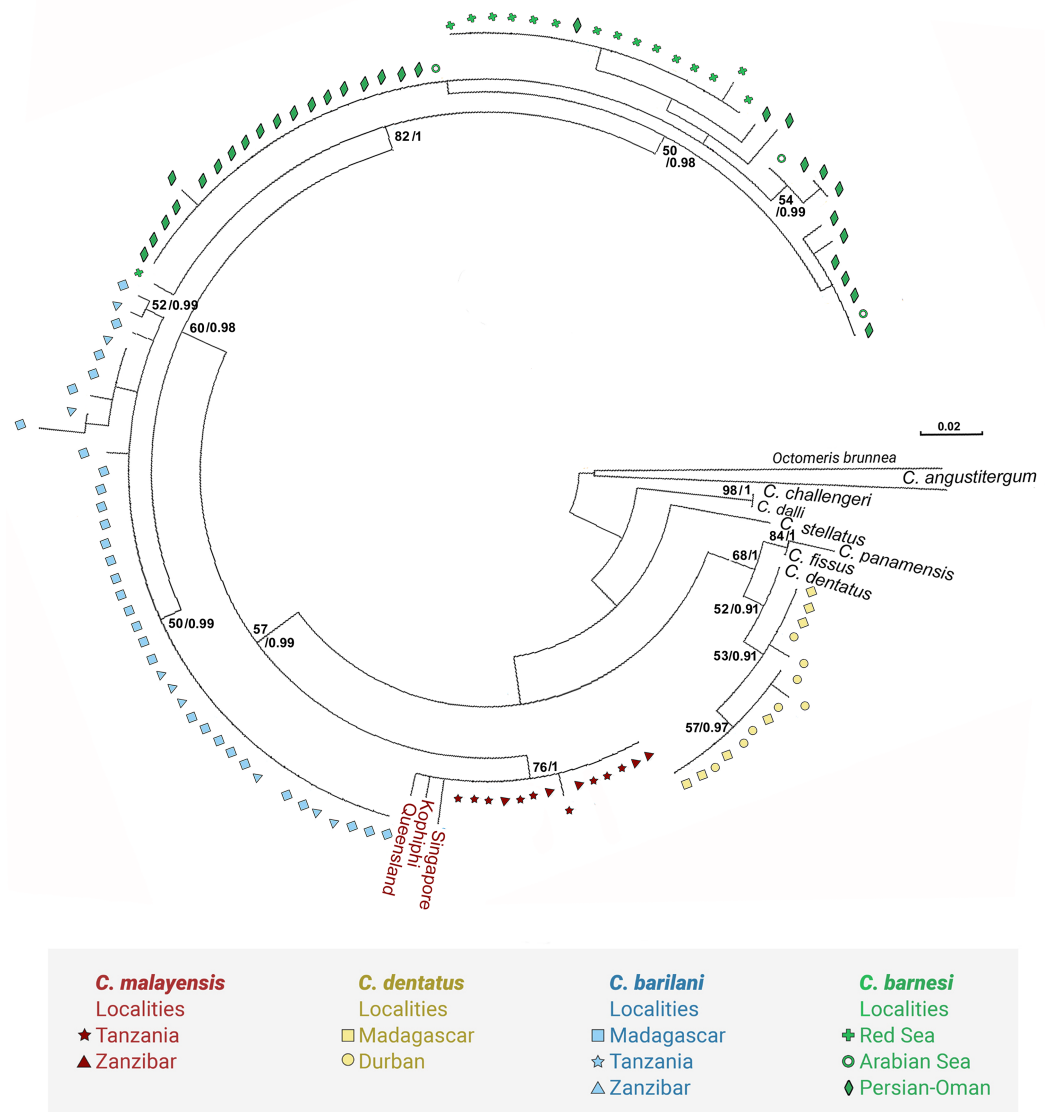 82/1
50
/0.98
54
/0.99
52/0.99
60/0.98
0.02
Octomeris brunnea
C. angustitergum
98/1
C. challengeri
C. dalli
C. stellatus
84/1
C. panamensis
68/1
C. fissus
C. dentatus
52/0.91
50/0.99
57
/0.99
53/0.91
57/0.97
76/1
Queensland
Kophiphi
Singapore
C. malayensis
Localities
Tanzania
Zanzibar
C. dentatus
Localities
Madagascar
Durban
C. barilani
Localities
Madagascar
Tanzania
Zanzibar
C. barnesi
Localities
Red Sea
Arabian Sea
Persian-Oman